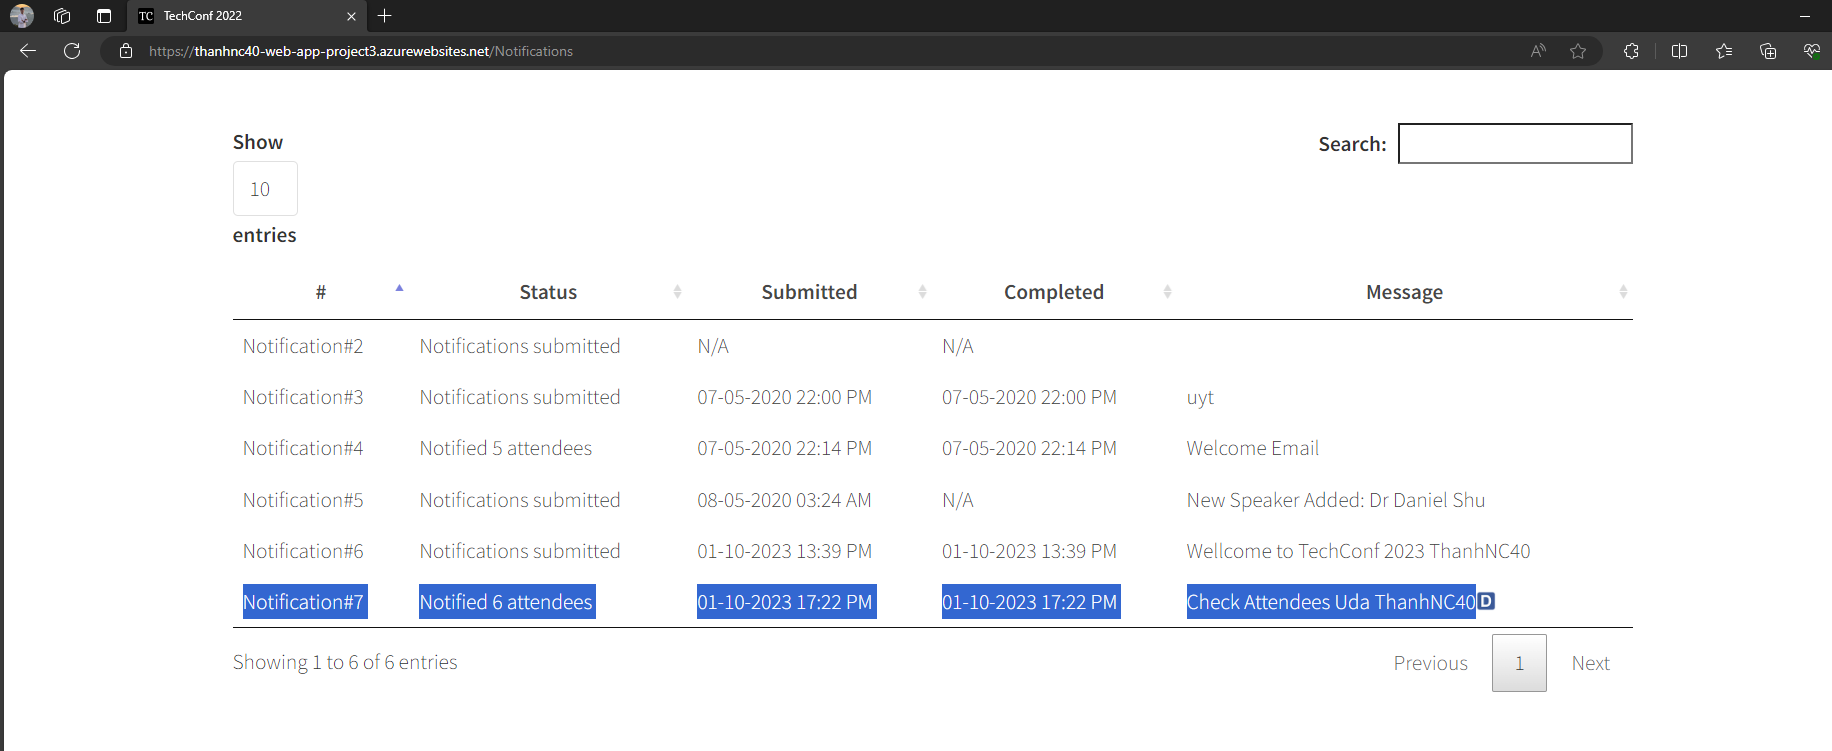 TC TechConf 2022
https://thanhnc40-web-app-project3.azurewebsites.net/Notifications
Show
10
entries
Search:
# Status Submitted Completed Message
Notification#2 Notifications submitted N/A N/A
Notification#3 Notifications submitted 07-05-2020 22:00 PM 07-05-2020 22:00 PM uyt
Notification#4 Notified 5 attendees 07-05-2020 22:14 PM 07-05-2020 22:14 PM Welcome Email
Notification#5 Notifications submitted 08-05-2020 03:24 AM N/A New Speaker Added: Dr Daniel Shu
Notification#6 Notifications submitted 01-10-2023 13:39 PM 01-10-2023 13:39 PM Wellcome to TechConf 2023 ThanhNC40
Notification#7 Notified 6 attendees 01-10-2023 17:22 PM 01-10-2023 17:22 PM Check Attendees Uda ThanhNC40 D
Showing 1 to 6 of 6 entries
Previous 1 Next